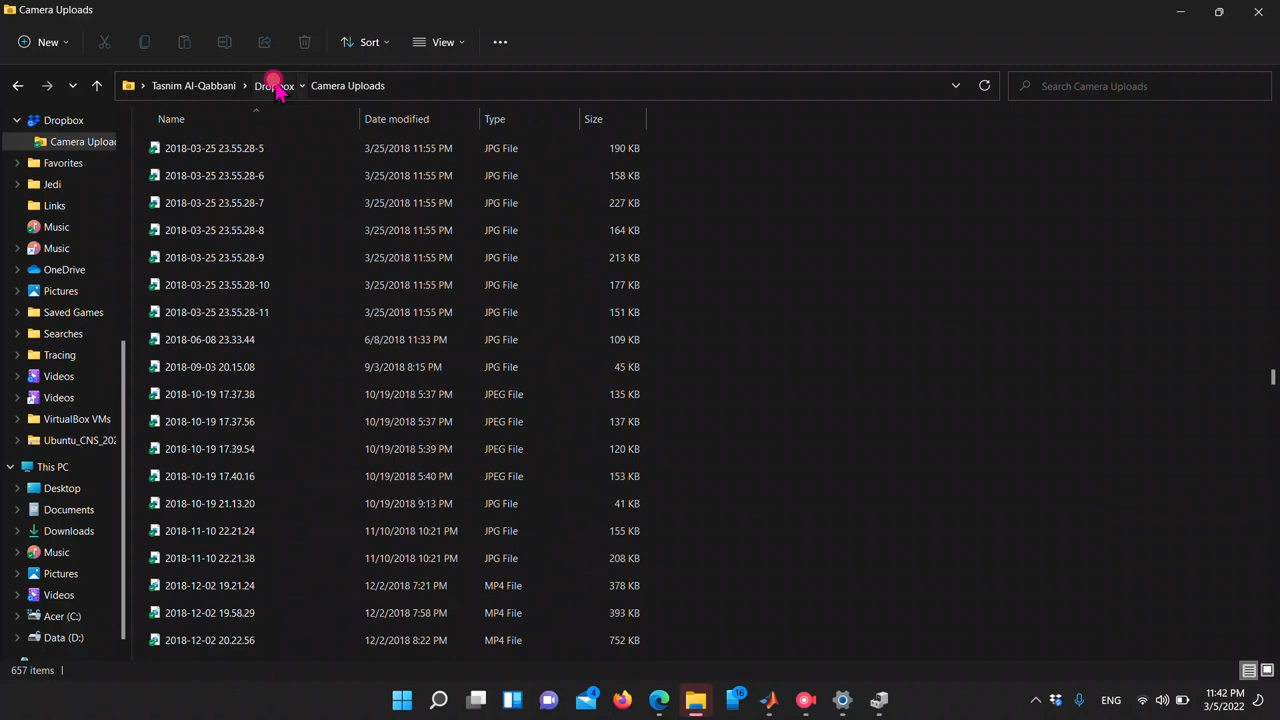 Camera Uploads
New
Sort
View
Tasnim Al-Qabbani
Dropbox
Camera Uploads
Search Camera Uploads
Dropbox
Camera Uploa
Favorites
Jedi
Links
Music
Music
OneDrive
Pictures
Saved Games
Searches
Tracing
Videos
Videos
VirtualBox VMs
Ubuntu_CNS_202
This PC
Desktop
Documents
Downloads
Music
Pictures
Videos
Acer (C:)
Data (D:)
Name Date modified Type Size
2018-03-25 23.55.28-5 3/25/2018 11:55 PM JPG File 190 KB
2018-03-25 23.55.28-6 3/25/2018 11:55 PM JPG File 158 KB
2018-03-25 23.55.28-7 3/25/2018 11:55 PM JPG File 227 KB
2018-03-25 23.55.28-8 3/25/2018 11:55 PM JPG File 164 KB
2018-03-25 23.55.28-9 3/25/2018 11:55 PM JPG File 213 KB
2018-03-25 23.55.28-10 3/25/2018 11:55 PM JPG File 177 KB
2018-03-25 23.55.28-11 3/25/2018 11:55 PM JPG File 151 KB
2018-06-08 23.33.44 6/8/2018 11:33 PM JPG File 109 KB
2018-09-03 20.15.08 9/3/2018 8:15 PM JPG File 45 KB
2018-10-19 17.37.38 10/19/2018 5:37 PM JPEG File 135 KB
2018-10-19 17.37.56 10/19/2018 5:37 PM JPEG File 137 KB
2018-10-19 17.39.54 10/19/2018 5:39 PM JPEG File 120 KB
2018-10-19 17.40.16 10/19/2018 5:40 PM JPEG File 153 KB
2018-10-19 21.13.20 10/19/2018 9:13 PM JPG File 41 KB
2018-11-10 22.21.24 11/10/2018 10:21 PM JPG File 155 KB
2018-11-10 22.21.38 11/10/2018 10:21 PM JPG File 208 KB
2018-12-02 19.21.24 12/2/2018 7:21 PM MP4 File 378 KB
2018-12-02 19.58.29 12/2/2018 7:58 PM MP4 File 393 KB
2018-12-02 20.22.56 12/2/2018 8:22 PM MP4 File 752 KB
657 items
4
16
ENG
11:42 PM
3/5/2022